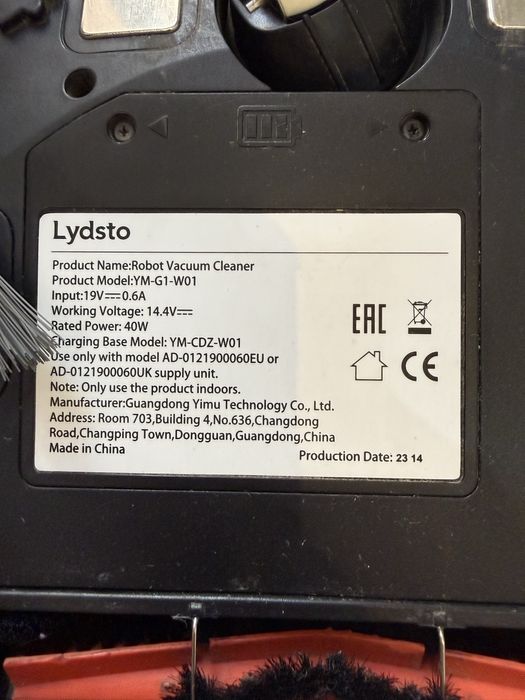 Lydsto
Product Name:Robot Vacuum Cleaner
Product Model:YM-G1-W01
Input:19V⎓0.6A
Working Voltage: 14.4V⎓
Rated Power: 40W
Charging Base Model: YM-CDZ-W01
Use only with model AD-0121900060EU or
AD-0121900060UK supply unit.
Note: Only use the product indoors.
Manufacturer:Guangdong Yimu Technology Co., Ltd.
Address: Room 703,Building 4,No.636,Changdong
Road,Changping Town,Dongguan,Guangdong,China
Made in China
Production Date: 23 14
EAC
CE